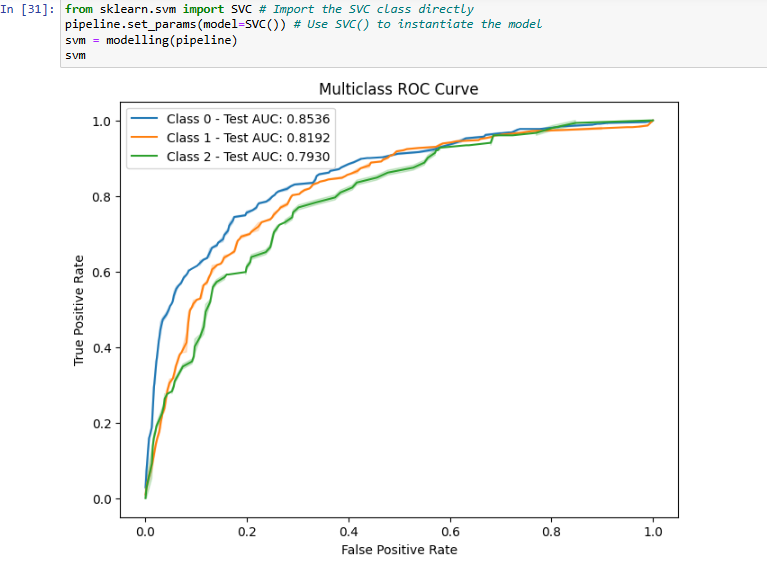 In [31]: from sklearn.svm import SVC # Import the SVC class directly
pipeline.set_params(model=SVC()) # Use SVC() to instantiate the model
svm = modelling(pipeline)
svm
Multiclass ROC Curve
Class 0 - Test AUC: 0.8536
Class 1 - Test AUC: 0.8192
Class 2 - Test AUC: 0.7930
True Positive Rate
1.0
0.8
0.6
0.4
0.2
0.0
0.0 0.2 0.4 0.6 0.8 1.0
False Positive Rate